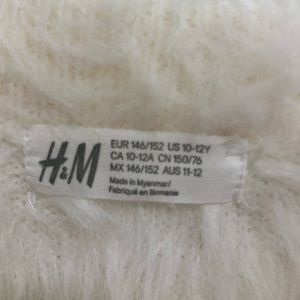 H&M
EUR 146/152 US 10-12Y
CA 10-12A CN 150/76
MX 146/152 AUS 11-12
Made in Myanmar/
Fabriqué en Birmanie